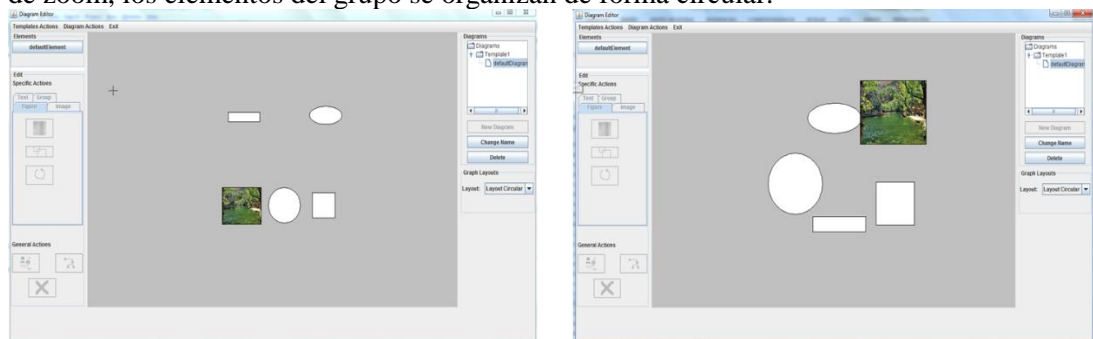 de zoom, los elementos del grupo se organizan de forma circular.
Diagram Editor
Templates Actions Diagram Actions Exit
Elements
defaultElement
Edit
Specific Actions
Text Group
Figure Image
General Actions
Diagrams
Diagrams
Template1
defaultDiagram
New Diagram
Change Name
Delete
Graph Layouts
Layout: Layout Circular
Diagram Editor
Templates Actions Diagram Actions Exit
Elements
defaultElement
Edit
Specific Actions
Text Group
Figure Image
General Actions
Diagrams
Diagrams
Template1
defaultDiagram
New Diagram
Change Name
Delete
Graph Layouts
Layout: Layout Circular